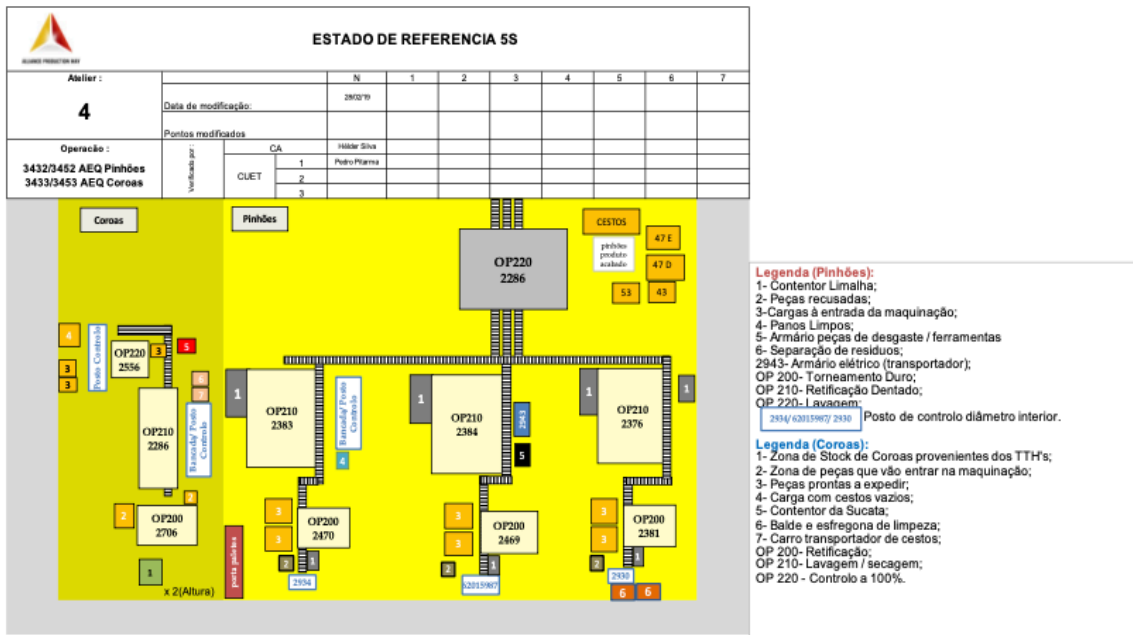 ALLIANCE PRODUCTION WAY
ESTADO DE REFERENCIA 5S
Atelier :
4
N 1 2 3 4 5 6 7
Data de modificação:
28/02/19
Pontos modificados
Operacão :
3432/3452 AEQ Pinhões
3433/3453 AEQ Coroas
Verificado por :
CA
Hélder Silva
CUET
1
Pedro Pitarma
2
3
Coroas
Pinhões
CESTOS
pinhões
produto
acabado
47 E
47 D
53
43
OP220
2286
4
3
3
Posto Controlo
OP220
2556
3
5
6
7
Bancada/ Posto
Controlo
OP210
2286
2
2
OP200
2706
1
x 2(Altura)
porta paletes
1
OP210
2383
Bancada/ Posto
Controlo
4
1
OP210
2384
2943
5
1
OP210
2376
1
3
3
OP200
2470
2
1
2934
3
3
OP200
2469
2
1
62015987
3
3
OP200
2381
2
1
2930
6
6
Legenda (Pinhões):
1- Contentor Limalha;
2- Peças recusadas;
3-Cargas à entrada da maquinação;
4- Panos Limpos;
5- Armário peças de desgaste / ferramentas
6- Separação de residuos;
2943- Armário elétrico (transportador);
OP 200- Torneamento Duro;
OP 210- Retificação Dentado;
OP 220- Lavagem;
2934/ 62015987/ 2930 Posto de controlo diâmetro interior.
Legenda (Coroas):
1- Zona de Stock de Coroas provenientes dos TTH's;
2- Zona de peças que vão entrar na maquinação;
3- Peças prontas a expedir;
4- Carga com cestos vazios;
5- Contentor da Sucata;
6- Balde e esfregona de limpeza;
7- Carro transportador de cestos;
OP 200- Retificação;
OP 210- Lavagem / secagem;
OP 220 - Controlo a 100%.